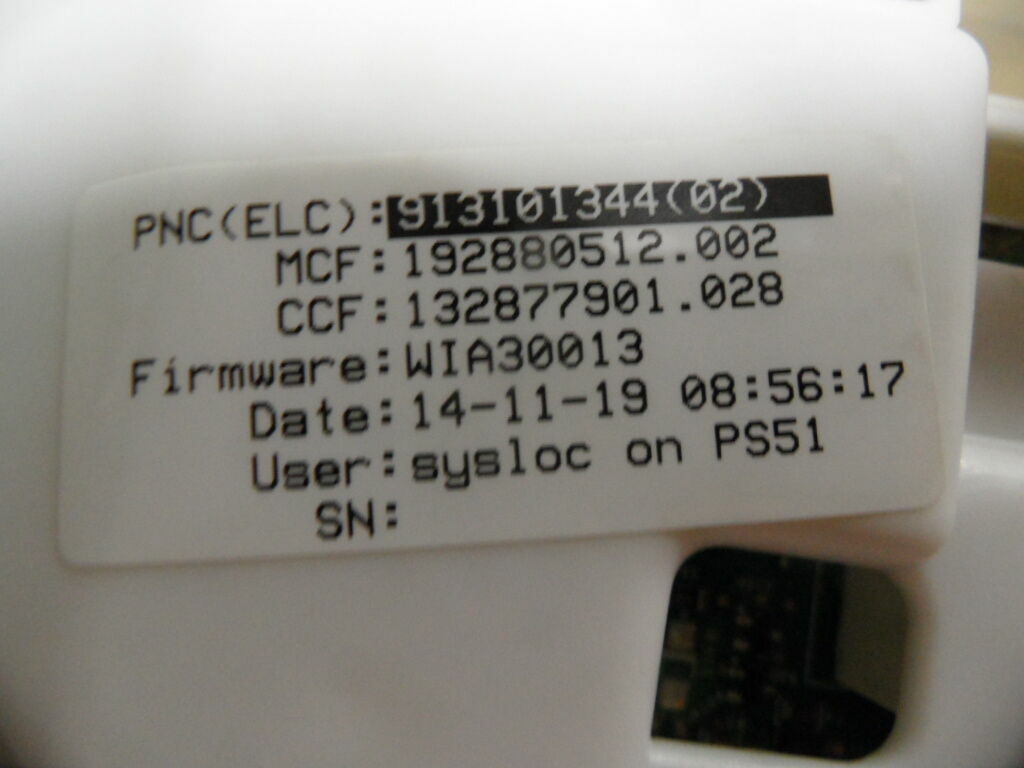 PNC(ELC):913101344(02)
MCF:192880512.002
CCF:132877901.028
Firmware:WIA30013
Date:14-11-19 08:56:17
User:sysloc on PS51
SN: